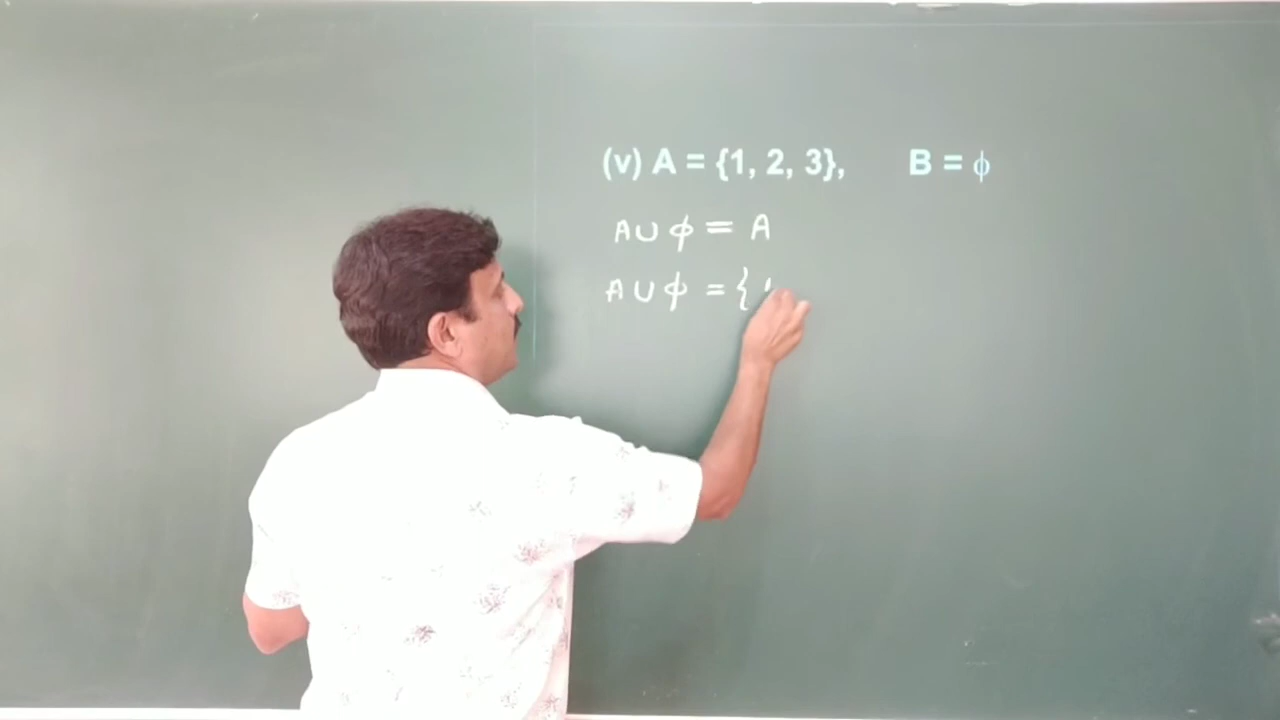 (v) A = {1, 2, 3}, B = ϕ
A ∪ ϕ = A
A ∪ ϕ = {